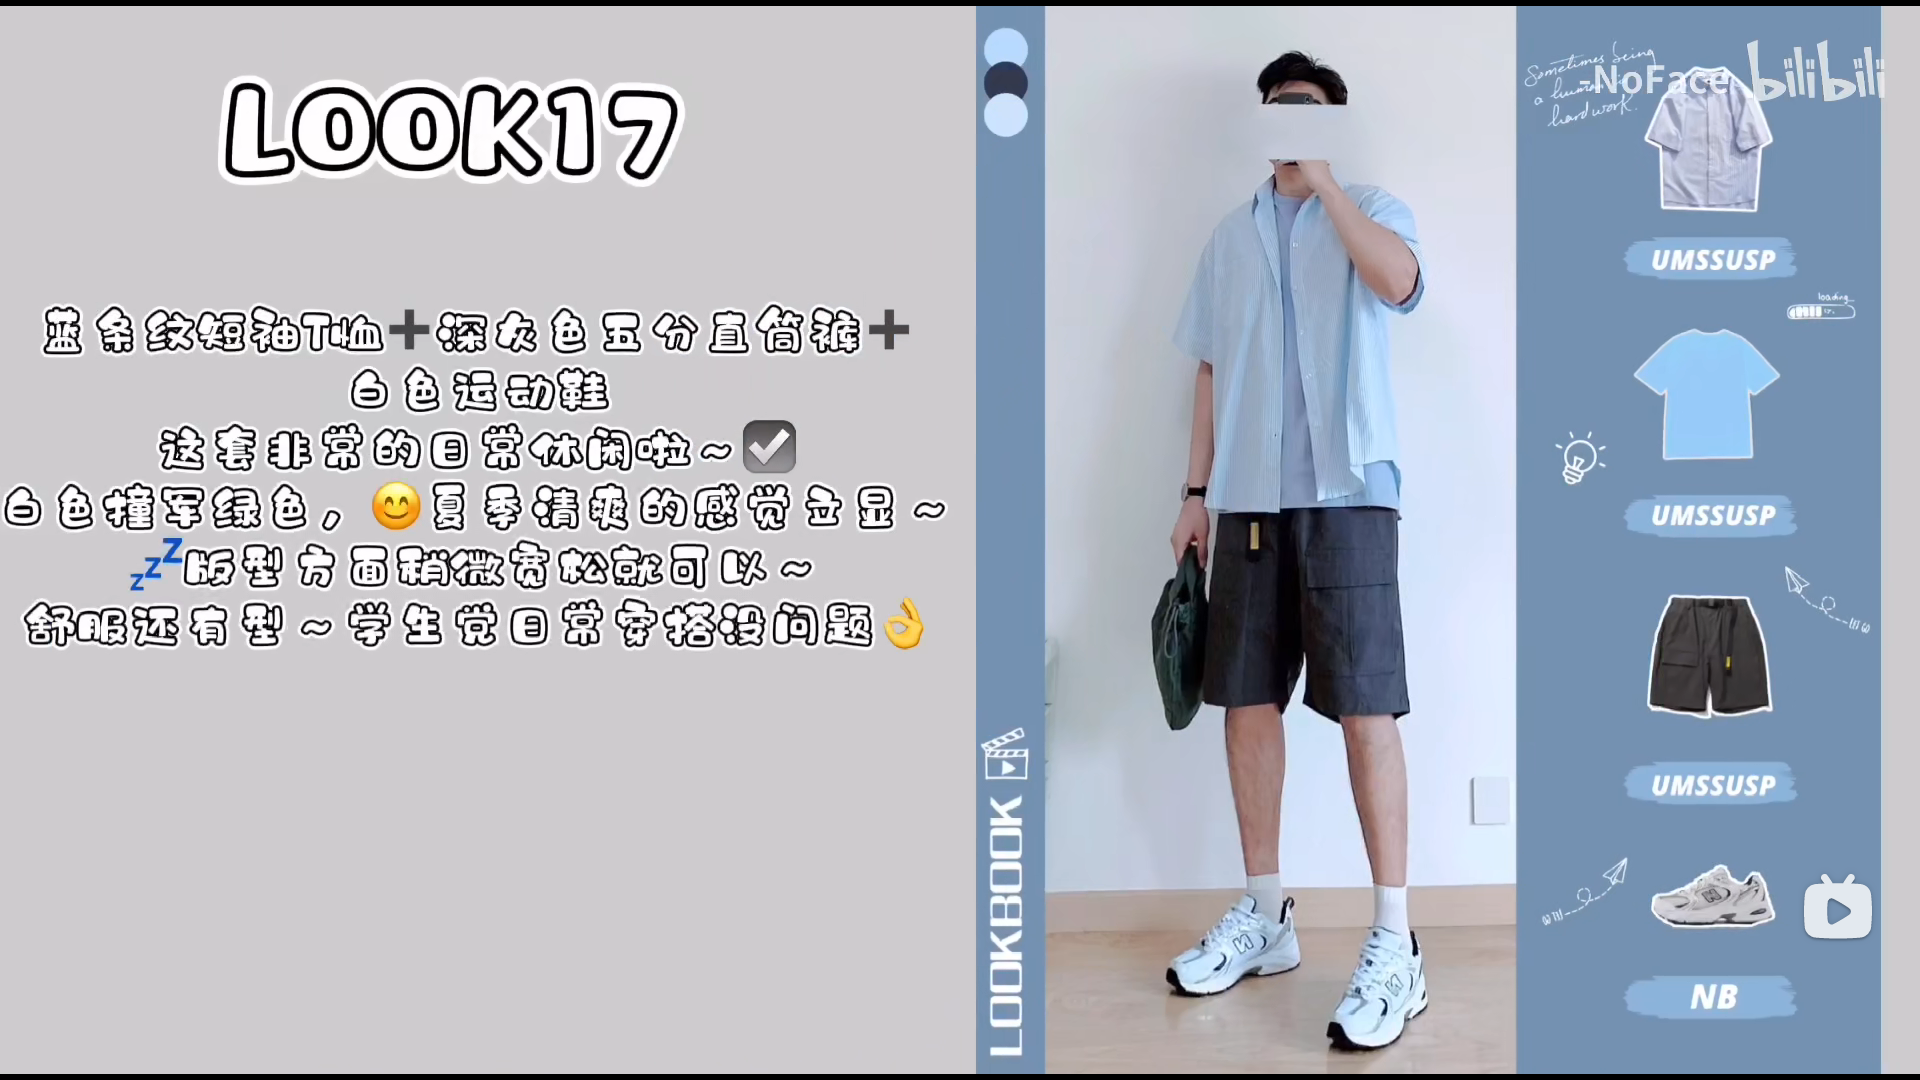 LOOK17
蓝条纹短袖T恤➕深灰色五分直筒裤➕
白色运动鞋
这套非常的日常休闲啦~☑️
白色撞军绿色，😊夏季清爽的感觉立显~
💤版型方面稍微宽松就可以~
舒服还有型~学生党日常穿搭没问题👌
LOOKBOOK
Sometimes being
a human is
hard work.
-NoFace- bilibili
UMSSUSP
loading...
UMSSUSP
UMSSUSP
NB